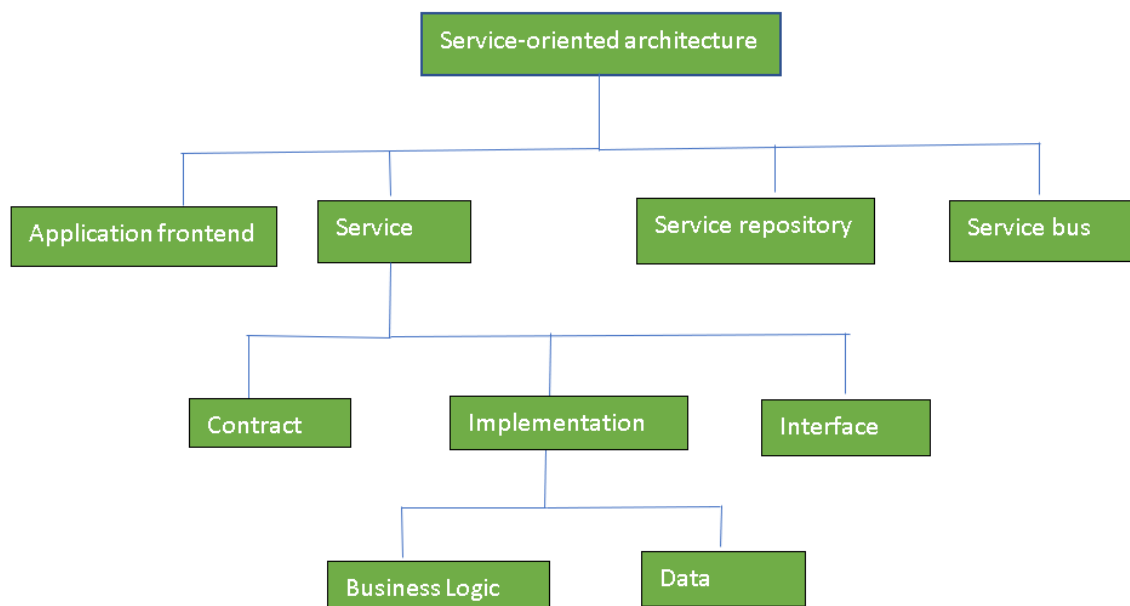 Service-oriented architecture
Application frontend
Service
Service repository
Service bus
Contract
Implementation
Interface
Business Logic
Data